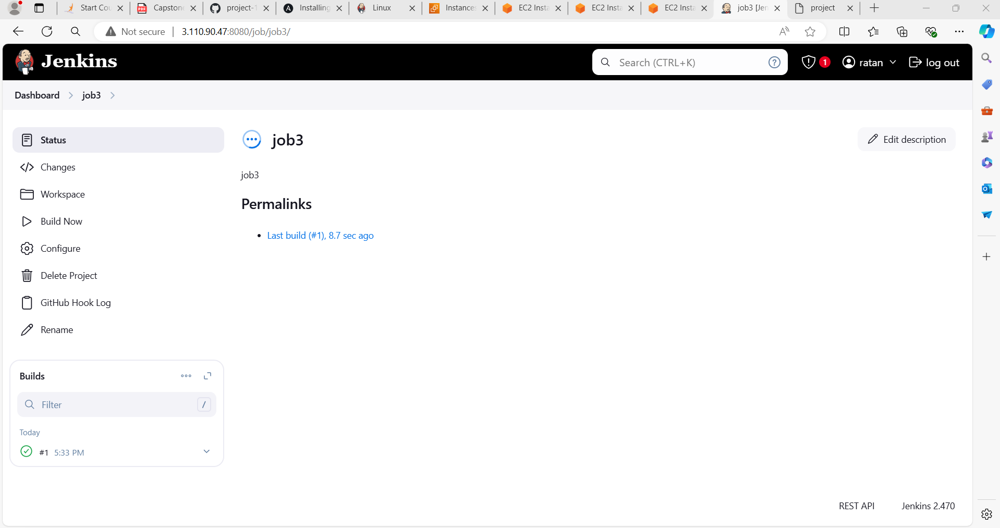 Start Cou
Capstone
project-1
Installing
Linux
Instances
EC2 Insta
EC2 Insta
EC2 Insta
job3 [Jen
project
Not secure
3.110.90.47:8080/job/job3/
Jenkins
Search (CTRL+K)
?
1
ratan
log out
Dashboard
job3
Status
Changes
Workspace
Build Now
Configure
Delete Project
GitHub Hook Log
Rename
job3
Edit description
job3
Permalinks
Last build (#1), 8.7 sec ago
Builds
Filter
/
Today
#1 5:33 PM
REST API
Jenkins 2.470